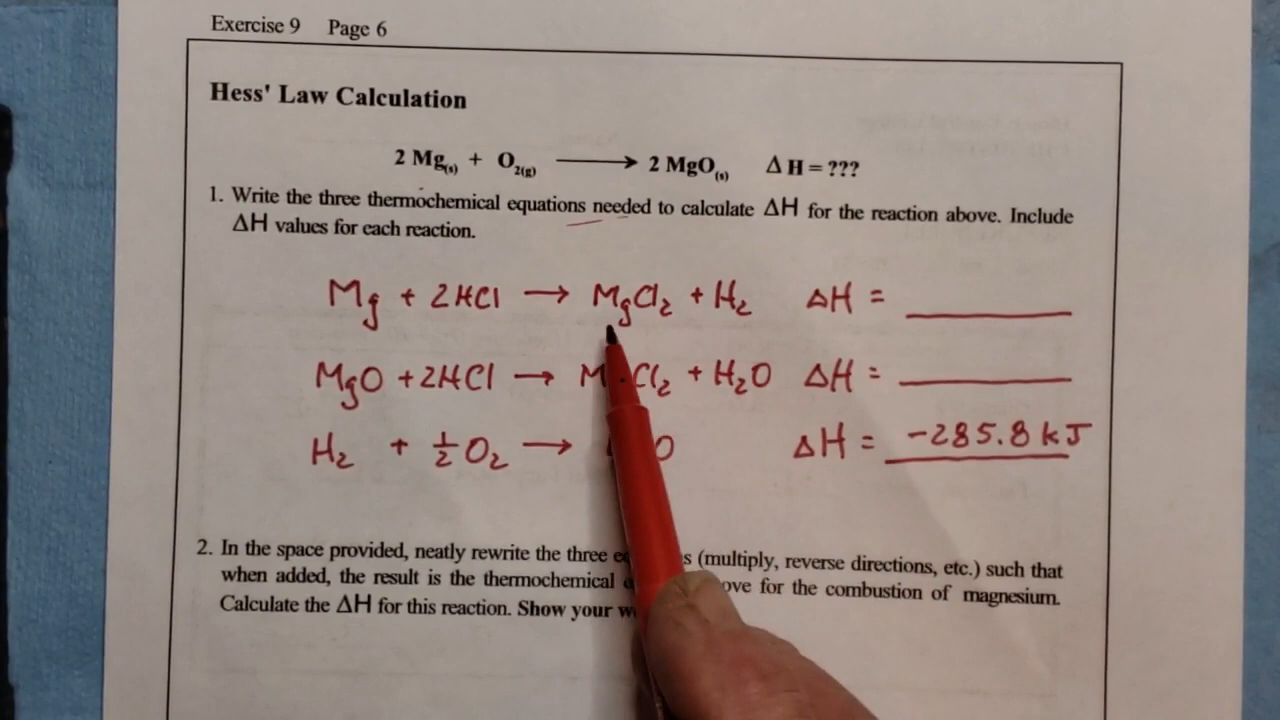 Exercise 9 Page 6
Hess' Law Calculation
2 Mg(s) + O2(g) ⟶ 2 MgO(s) ΔH = ???
1. Write the three thermochemical equations needed to calculate ΔH for the reaction above. Include
ΔH values for each reaction.
Mg + 2HCl → MgCl2 + H2 ΔH =
MgO + 2HCl → M Cl2 + H2O ΔH =
H2 + 1/2 O2 → O ΔH = -285.8 kJ
2. In the space provided, neatly rewrite the three (multiply, reverse directions, etc.) such that
when added, the result is the thermochemical for the combustion of magnesium.
Calculate the ΔH for this reaction. Show your